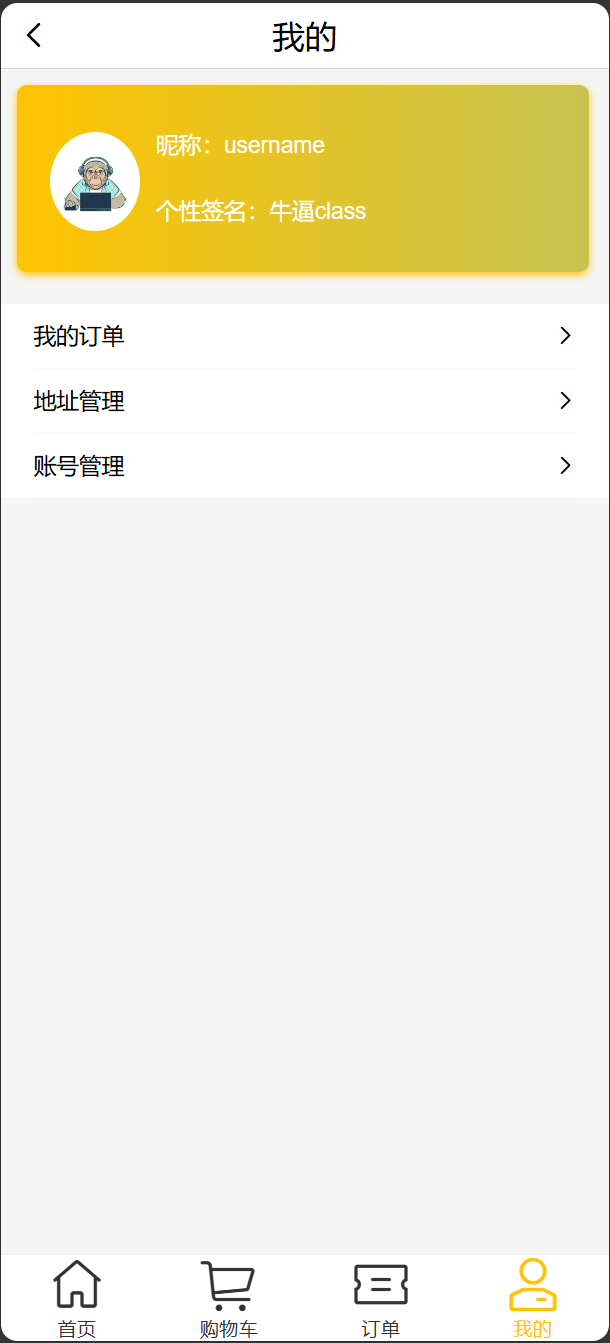 我的
昵称：username
个性签名：牛逼class
我的订单
地址管理
账号管理
首页
购物车
订单
我的